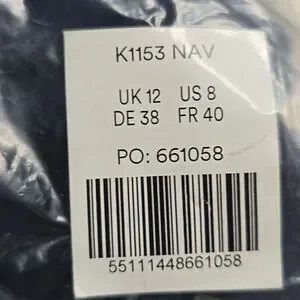 K1153 NAV
UK 12 US 8
DE 38 FR 40
PO: 661058
55111448661058